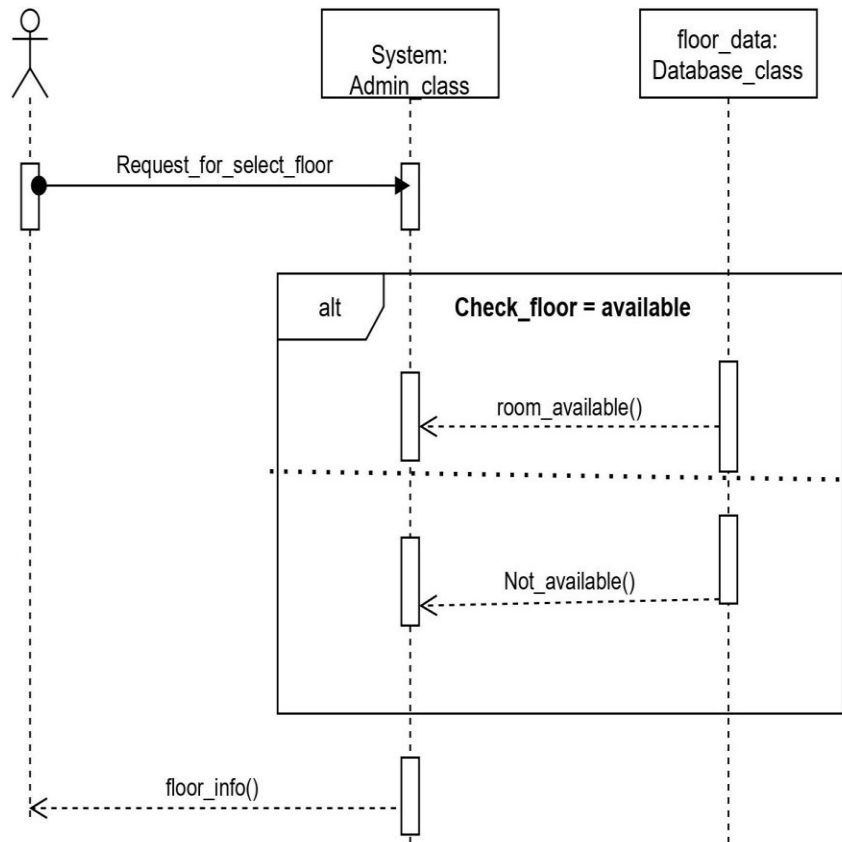 System:
Admin_class
floor_data:
Database_class
Request_for_select_floor
alt
Check_floor = available
room_available()
Not_available()
floor_info()